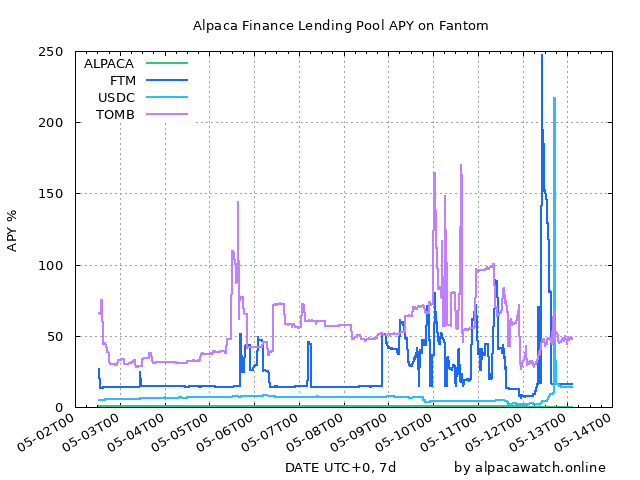 Alpaca Finance Lending Pool APY on Fantom
250
200
150
100
50
0
APY %
ALPACA
FTM
USDC
TOMB
05-02T00
05-03T00
05-04T00
05-05T00
05-06T00
05-07T00
05-08T00
05-09T00
05-10T00
05-11T00
05-12T00
05-13T00
05-14T00
DATE UTC+0, 7d
by alpacawatch.online